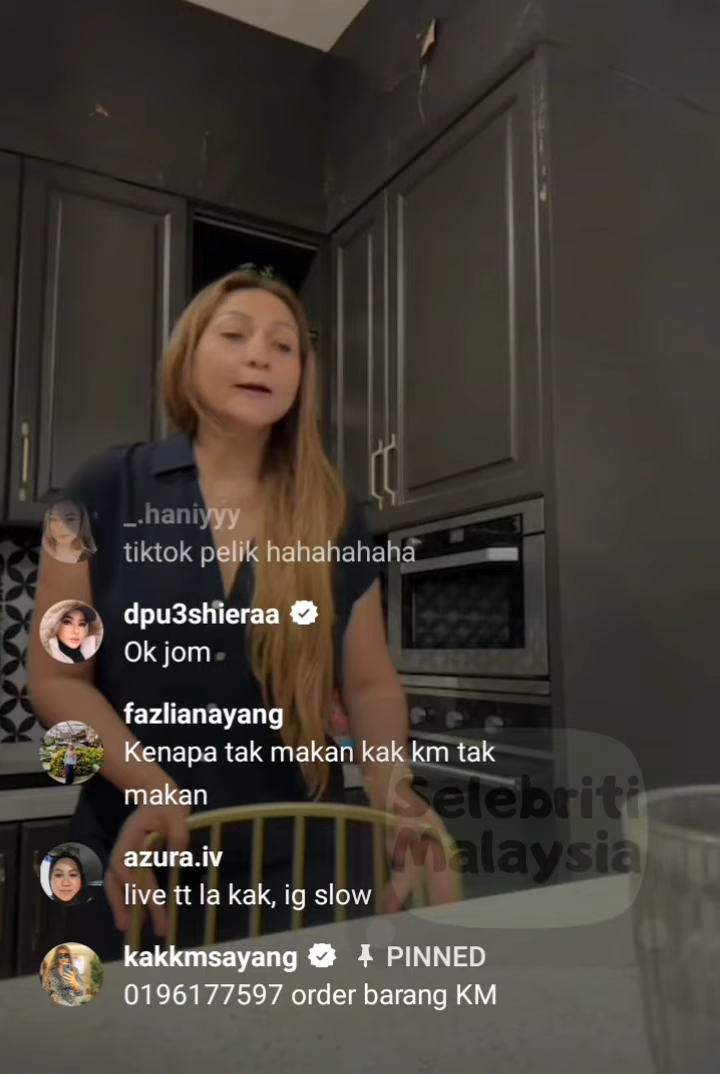 _.haniyyy
tiktok pelik hahahahaha
dpu3shieraa
Ok jom
fazlianayang
Kenapa tak makan kak km tak
makan
azura.iv
live tt la kak, ig slow
kakkmsayang PINNED
0196177597 order barang KM
Selebriti
Malaysia